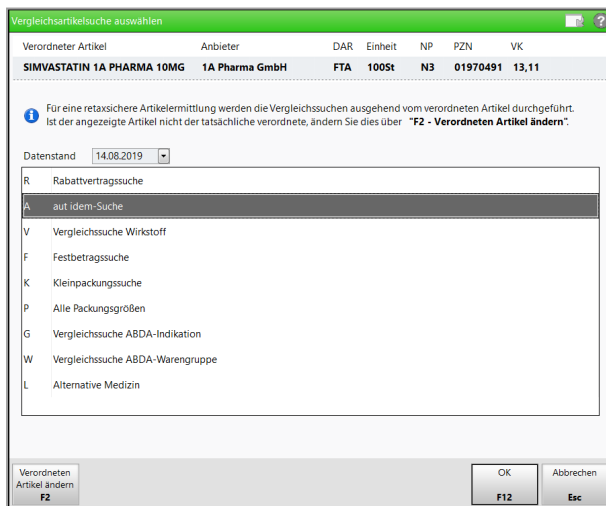 Vergleichsartikelsuche auswählen
Verordneter Artikel Anbieter DAR Einheit NP PZN VK
SIMVASTATIN 1A PHARMA 10MG 1A Pharma GmbH FTA 100St N3 01970491 13,11
Für eine retaxsichere Artikelermittlung werden die Vergleichssuchen ausgehend vom verordneten Artikel durchgeführt.
Ist der angezeigte Artikel nicht der tatsächliche verordnete, ändern Sie dies über "F2 - Verordneten Artikel ändern".
Datenstand 14.08.2019
R Rabattvertragssuche
A aut idem-Suche
V Vergleichssuche Wirkstoff
F Festbetragssuche
K Kleinpackungssuche
P Alle Packungsgrößen
G Vergleichssuche ABDA-Indikation
W Vergleichssuche ABDA-Warengruppe
L Alternative Medizin
Verordneten
Artikel ändern
F2
OK
F12
Abbrechen
Esc